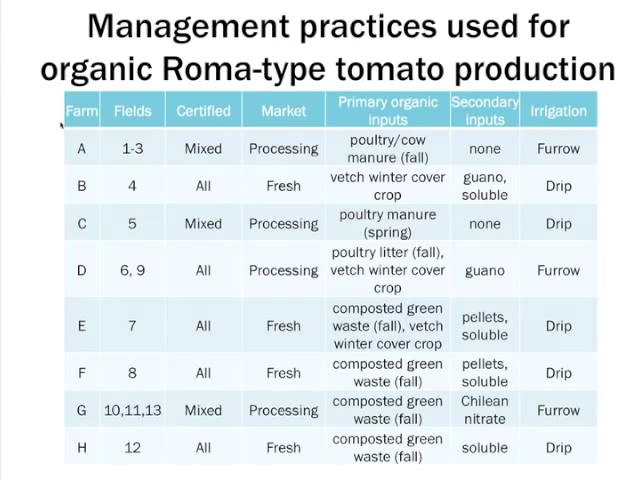 Management practices used for
organic Roma-type tomato production
Farm Fields Certified Market Primary organic inputs Secondary inputs Irrigation
A 1-3 Mixed Processing poultry/cow manure (fall) none Furrow
B 4 All Fresh vetch winter cover crop guano, soluble Drip
C 5 Mixed Processing poultry manure (spring) none Drip
D 6, 9 All Processing poultry litter (fall), vetch winter cover crop guano Furrow
E 7 All Fresh composted green waste (fall), vetch winter cover crop pellets, soluble Drip
F 8 All Fresh composted green waste (fall) pellets, soluble Drip
G 10,11,13 Mixed Processing composted green waste (fall) Chilean nitrate Furrow
H 12 All Fresh composted green waste (fall) soluble Drip